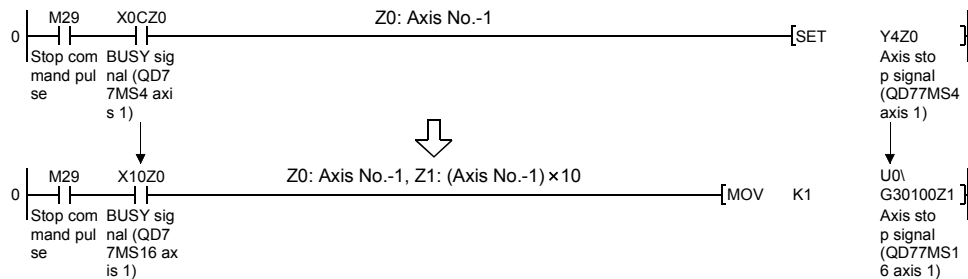 M29 X0CZ0 Z0: Axis No.-1
0 SET Y4Z0
Stop com BUSY sig Axis sto
mand pul nal (QD7 p signal
se 7MS4 axi (QD77MS4
s 1) axis 1)
M29 X10Z0 Z0: Axis No.-1, Z1: (Axis No.-1)×10 U0\
0 MOV K1 G30100Z1
Stop com BUSY sig Axis sto
mand pul nal (QD7 p signal
se 7MS16 ax (QD77MS1
is 1) 6 axis 1)